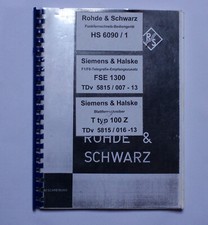 Rohde & Schwarz
HS 6090 / 1
Siemens & Halske
FSE 1300
TDv 5815 / 007 - 13
Siemens & Halske
T typ 100 Z
TDv 5815 / 016 -13
ROHDE &
SCHWARZ